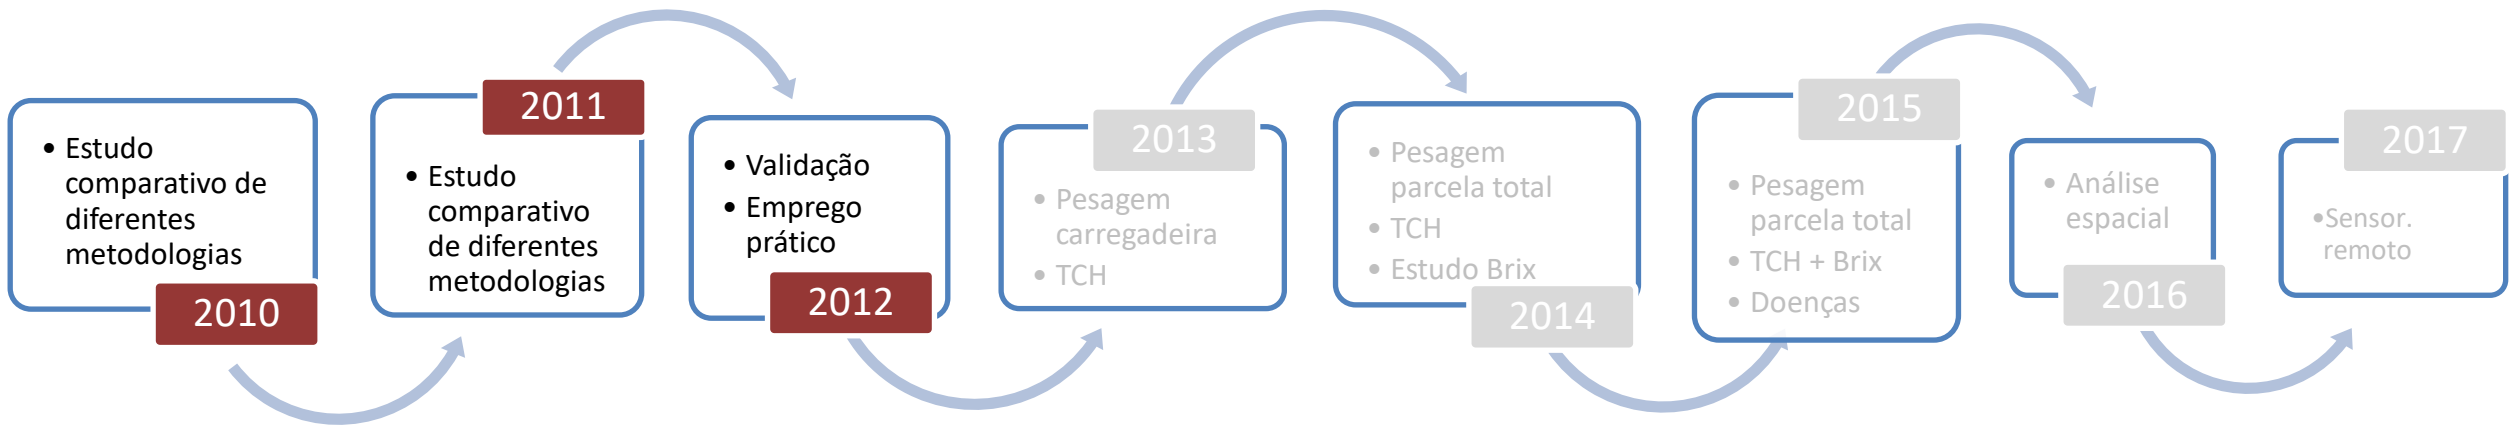 • Estudo
comparativo de
diferentes
metodologias
2010
2011
• Estudo
comparativo
de diferentes
metodologias
• Validação
• Emprego
prático
2012
2013
• Pesagem
carregadeira
• TCH
• Pesagem
parcela total
• TCH
• Estudo Brix
2014
2015
• Pesagem
parcela total
• TCH + Brix
• Doenças
• Análise
espacial
2016
2017
•Sensor.
remoto